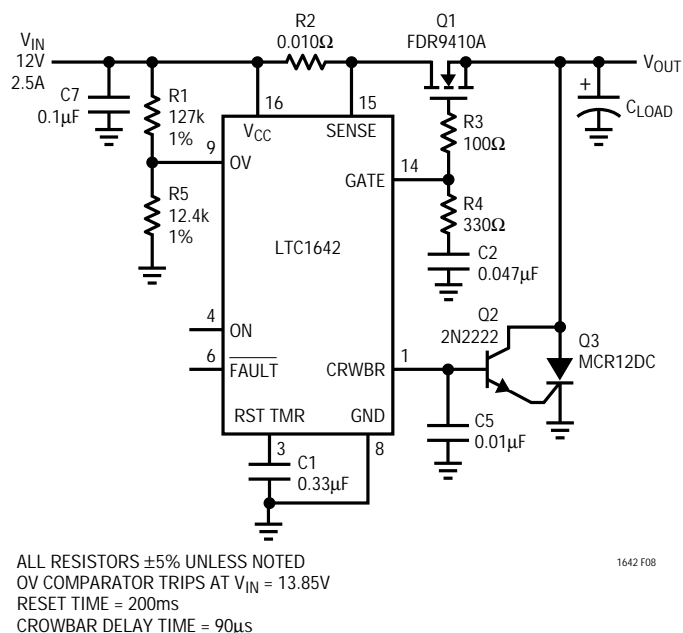 R2
0.010Ω
Q1
FDR9410A
VIN
12V
2.5A
VOUT
C7
0.1µF
R1
127k
1%
16
15
+
CLOAD
VCC
SENSE
R3
100Ω
9
OV
14
GATE
R5
12.4k
1%
R4
330Ω
LTC1642
C2
0.047µF
4
ON
Q2
2N2222
Q3
MCR12DC
6
FAULT
CRWBR
1
RST TMR
GND
C5
0.01µF
3
8
C1
0.33µF
ALL RESISTORS ±5% UNLESS NOTED
OV COMPARATOR TRIPS AT VIN = 13.85V
RESET TIME = 200ms
CROWBAR DELAY TIME = 90µs
1642 F08